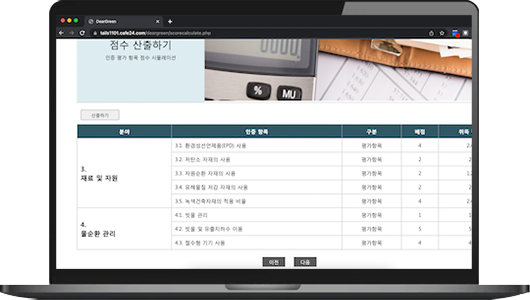 DearGreen
tails1101.cafe24.com/deargreen/scorecalculate.php
점수 산출하기
인증 평가 항목 점수 시뮬레이션
% MU
산출하기
분야 인증 항목 구분 배점 취득
3.
재료 및 자원
3.1. 환경성선언제품(EPD) 사용 평가항목 4
3.2. 저탄소 자재의 사용 평가항목 2
3.3. 자원순환 자재의 사용 평가항목 2
3.4. 유해물질 저감 자재의 사용 평가항목 2
3.5. 녹색건축자재의 적용 비율 평가항목 4
4.
물순환 관리
4.1. 빗물 관리 평가항목 1
4.2. 빗물 및 유출지하수 이용 평가항목 5
4.3. 절수형 기기 사용 평가항목 4 4
이전 다음